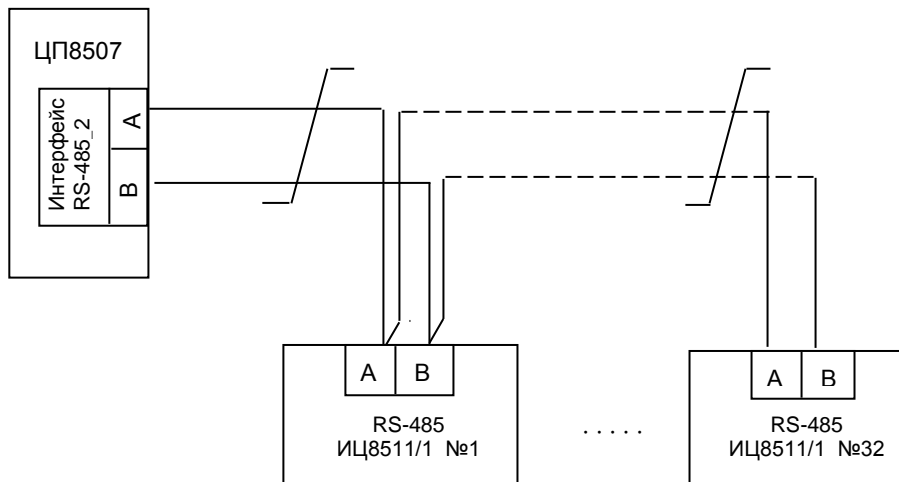 ЦП8507
Интерфейс
RS-485_2
A
B
A B
RS-485
ИЦ8511/1 №1
. . . . .
A B
RS-485
ИЦ8511/1 №32